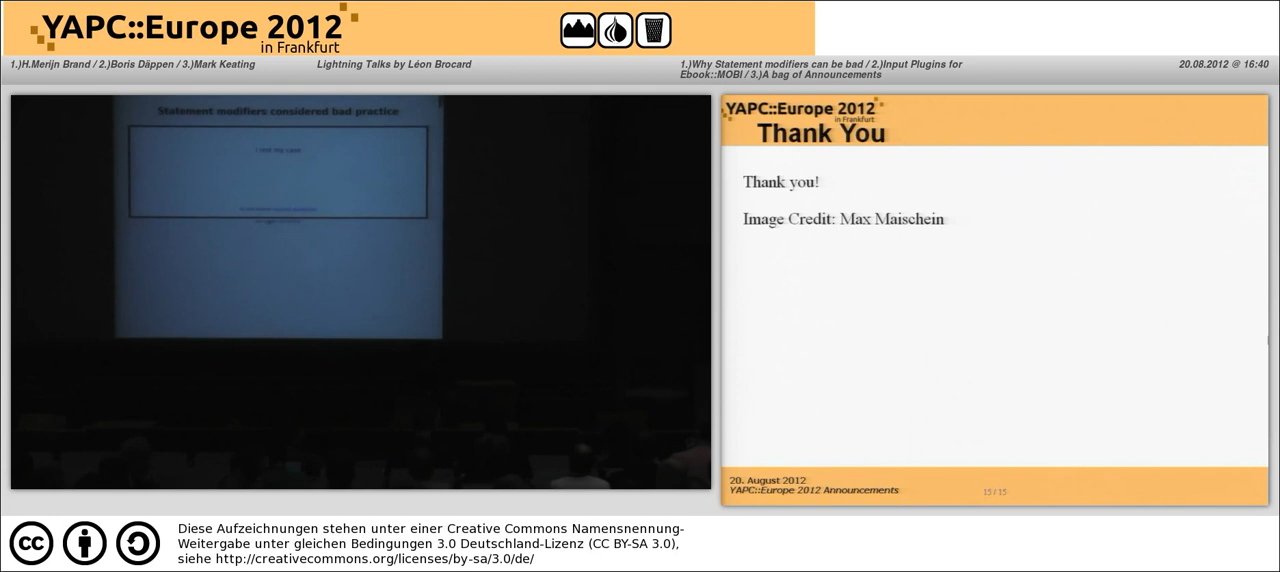 YAPC::Europe 2012
in Frankfurt
1.)H.Merijn Brand / 2.)Boris Däppen / 3.)Mark Keating
Lightning Talks by Léon Brocard
1.)Why Statement modifiers can be bad / 2.)Input Plugins for
Ebook::MOBI / 3.)A bag of Announcements
20.08.2012 @ 16:40
Statement modifiers considered bad practice
I rest my case
YAPC::Europe 2012
in Frankfurt
Thank You
Thank you!
Image Credit: Max Maischein
20. August 2012
YAPC::Europe 2012 Announcements
15 / 15
cc
Diese Aufzeichnungen stehen unter einer Creative Commons Namensnennung-
Weitergabe unter gleichen Bedingungen 3.0 Deutschland-Lizenz (CC BY-SA 3.0),
siehe http://creativecommons.org/licenses/by-sa/3.0/de/